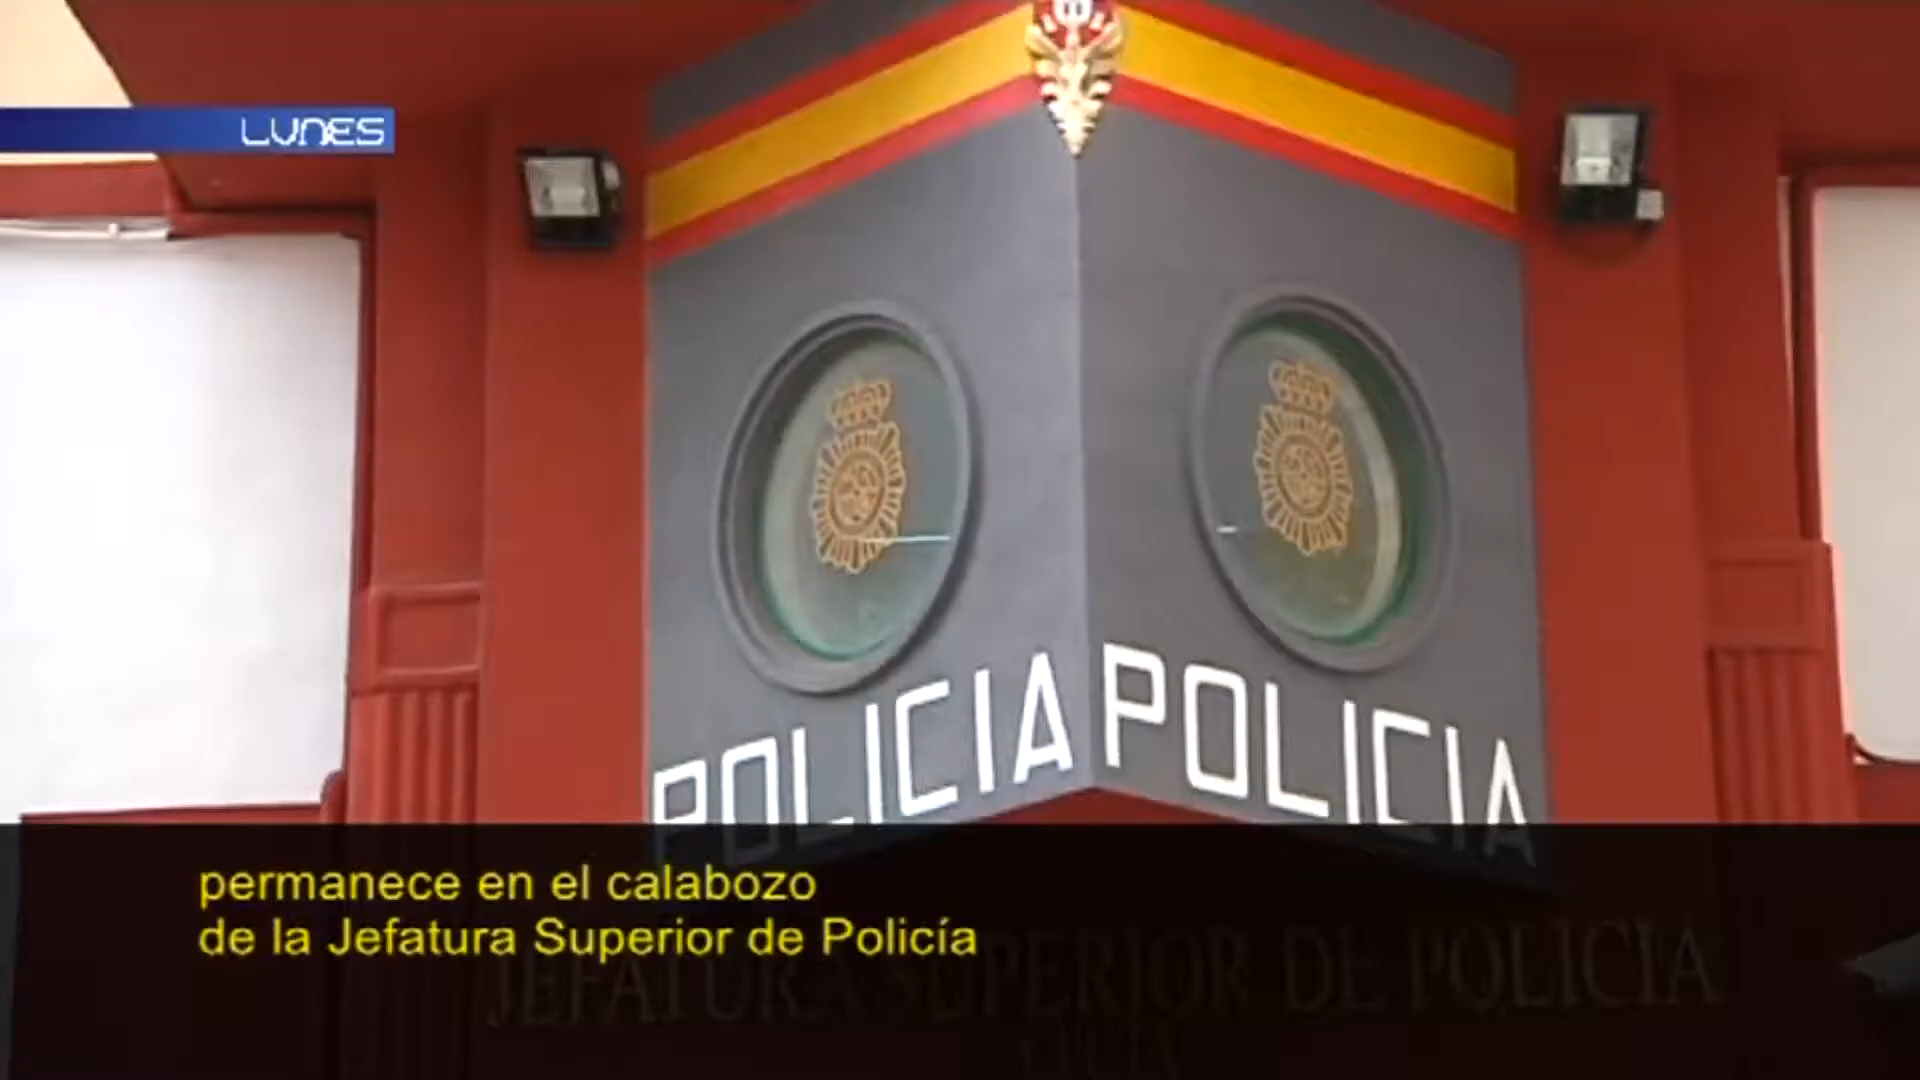 LUNES
POLICIA POLICIA
permanece en el calabozo
de la Jefatura Superior de Policía
JEFATURA SUPERIOR DE POLICIA